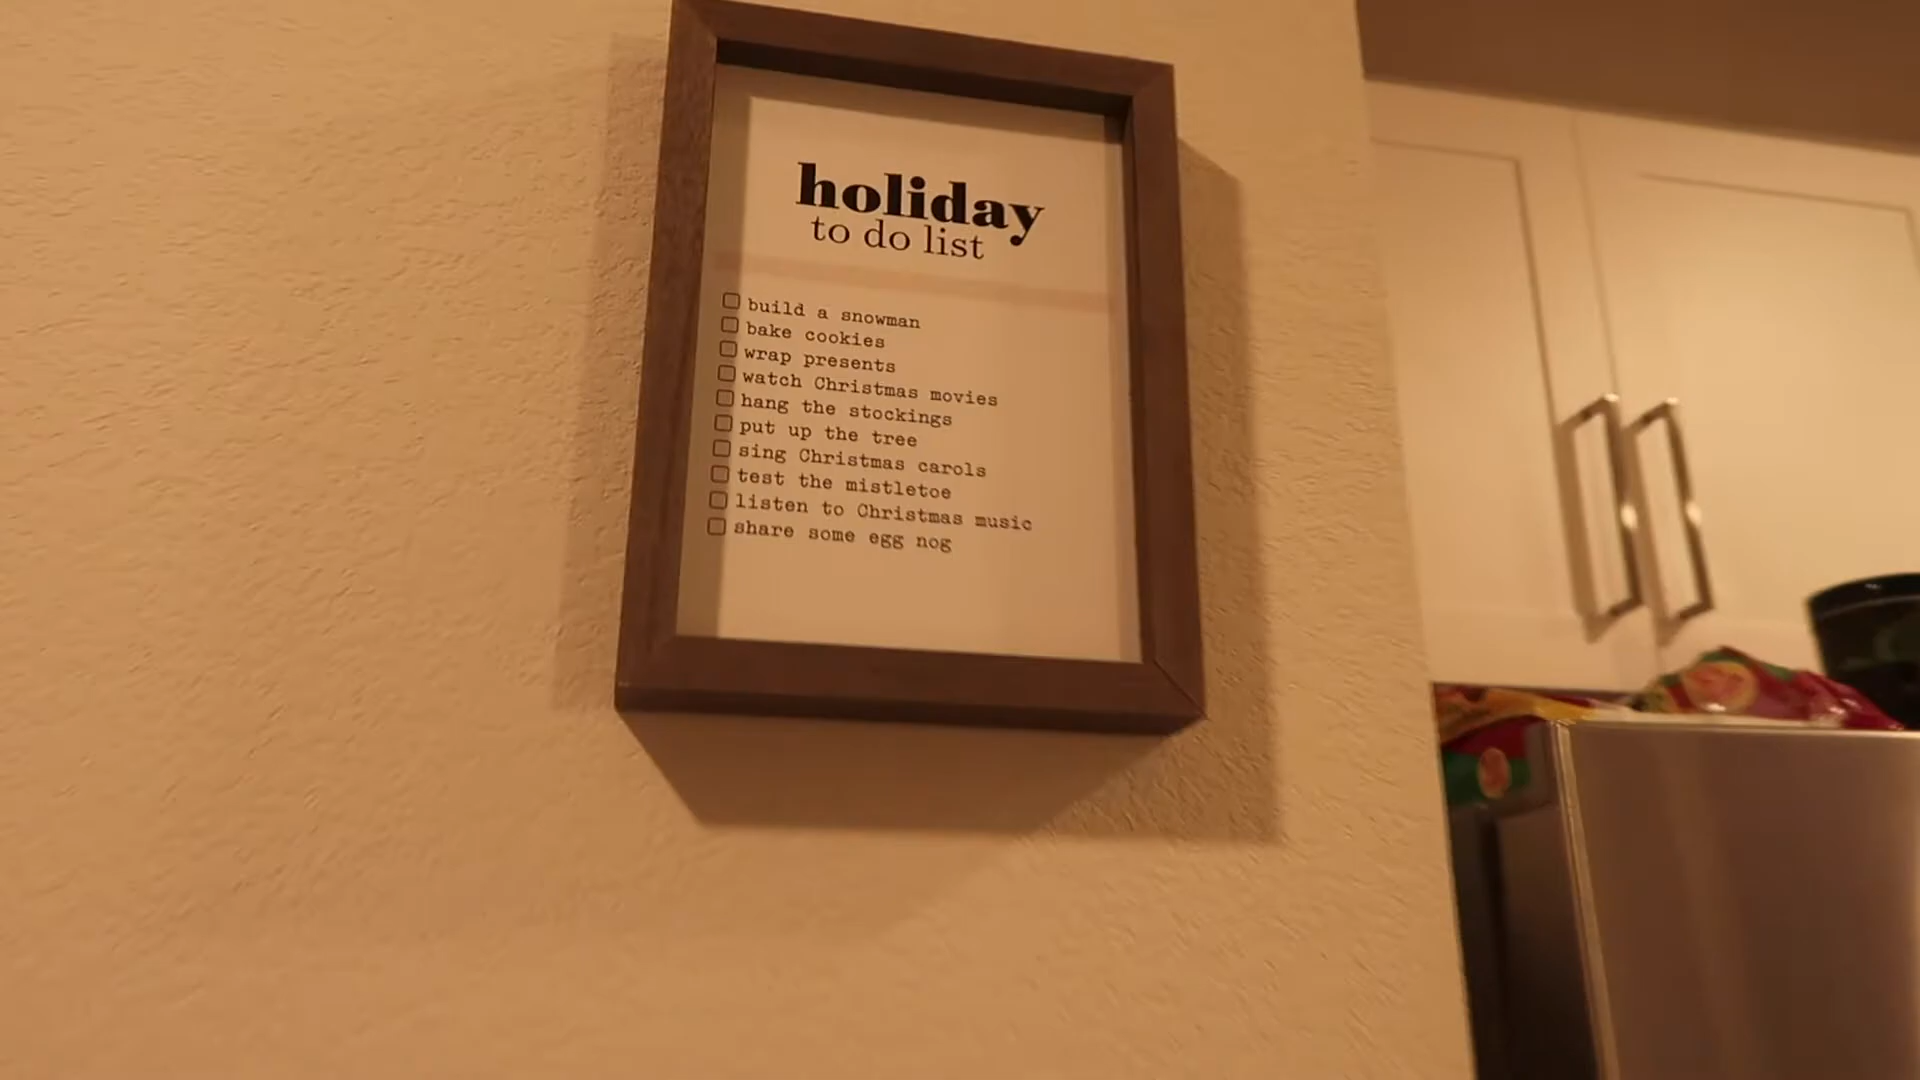 holiday
to do list
build a snowman
bake cookies
wrap presents
watch Christmas movies
hang the stockings
put up the tree
sing Christmas carols
test the mistletoe
listen to Christmas music
share some egg nog